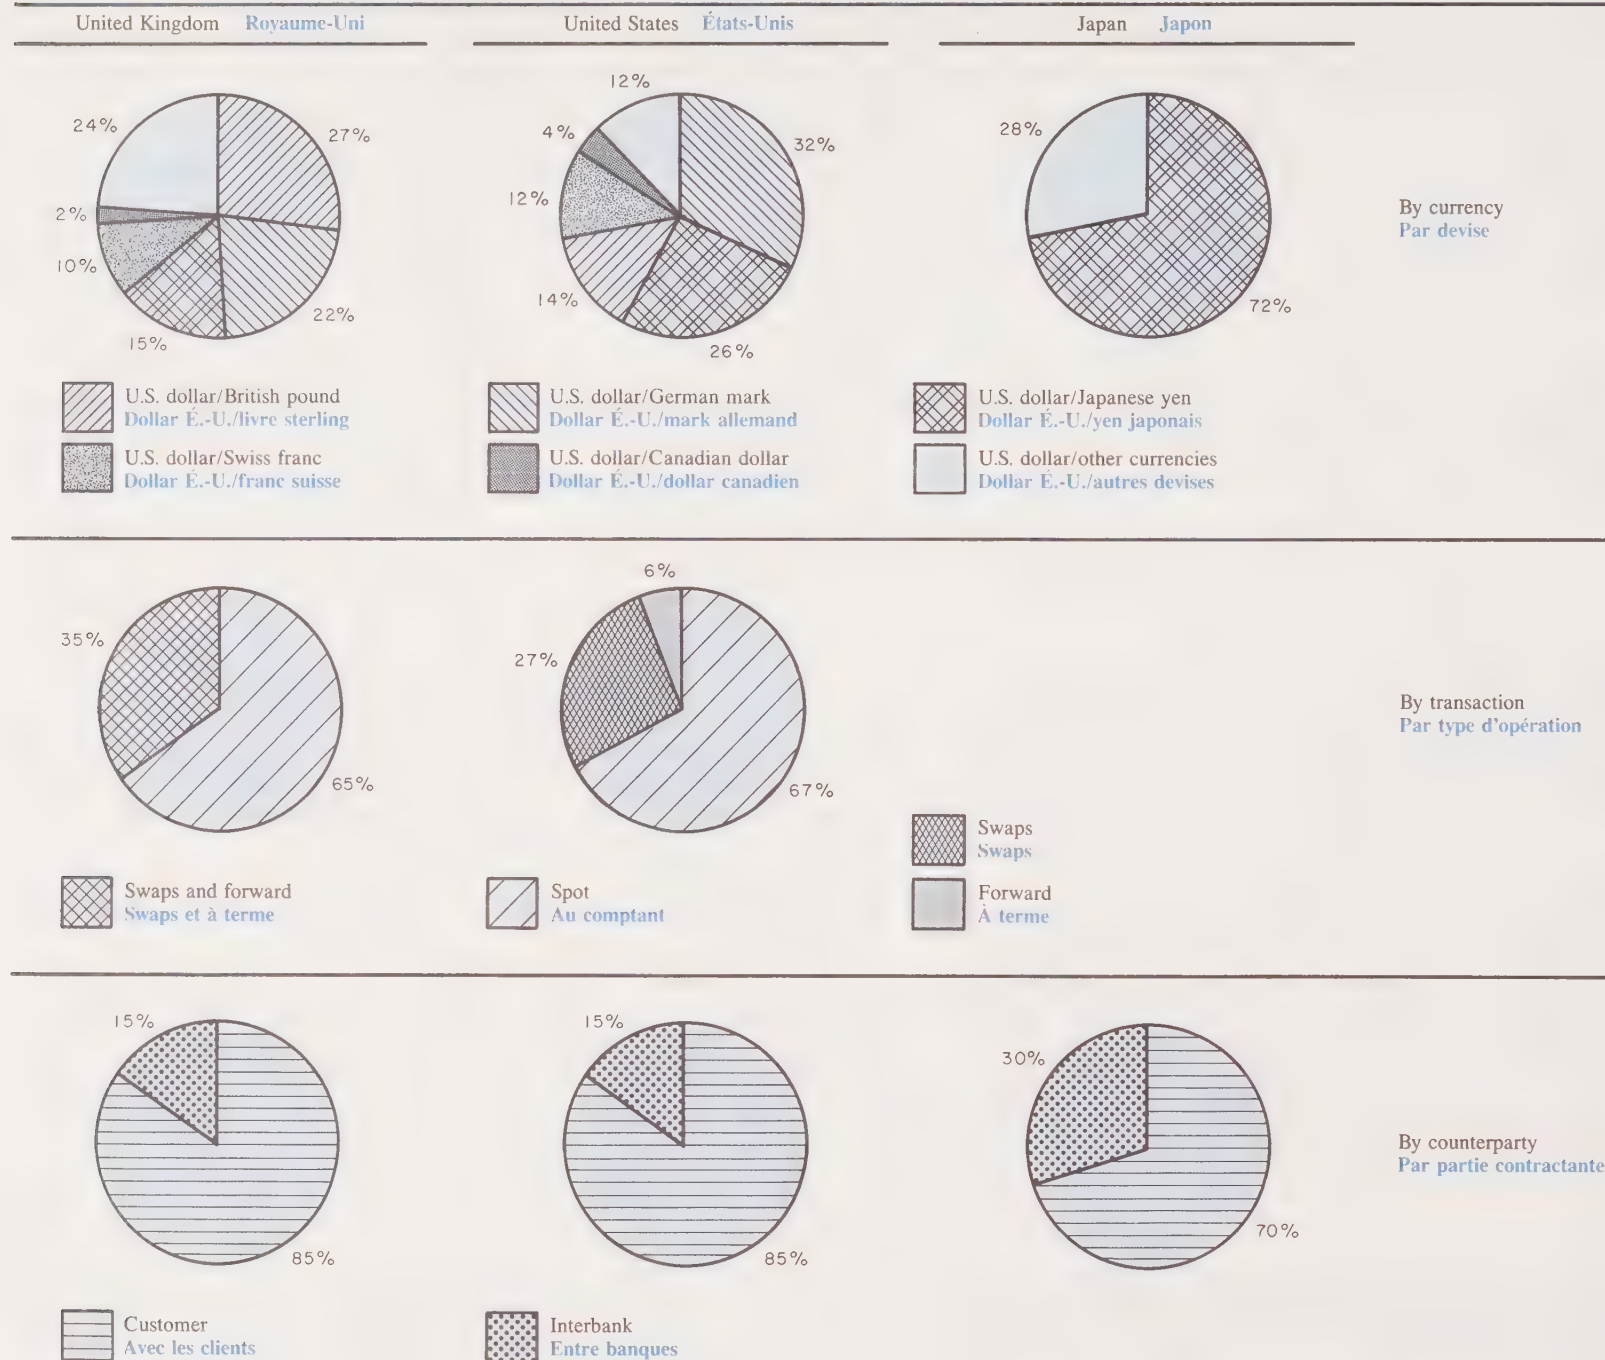 United Kingdom Royaume-Uni
United States États-Unis
Japan Japon
24%
27%
2%
10%
15%
22%
12%
4%
32%
12%
14%
26%
28%
72%
By currency
Par devise
U.S. dollar/British pound
Dollar É.-U./livre sterling
U.S. dollar/German mark
Dollar É.-U./mark allemand
U.S. dollar/Japanese yen
Dollar É.-U./yen japonais
U.S. dollar/Swiss franc
Dollar É.-U./franc suisse
U.S. dollar/Canadian dollar
Dollar É.-U./dollar canadien
U.S. dollar/other currencies
Dollar É.-U./autres devises
35%
65%
6%
27%
67%
By transaction
Par type d'opération
Swaps
Swaps
Swaps and forward
Swaps et à terme
Spot
Au comptant
Forward
À terme
15%
85%
15%
85%
30%
70%
By counterparty
Par partie contractante
Customer
Avec les clients
Interbank
Entre banques